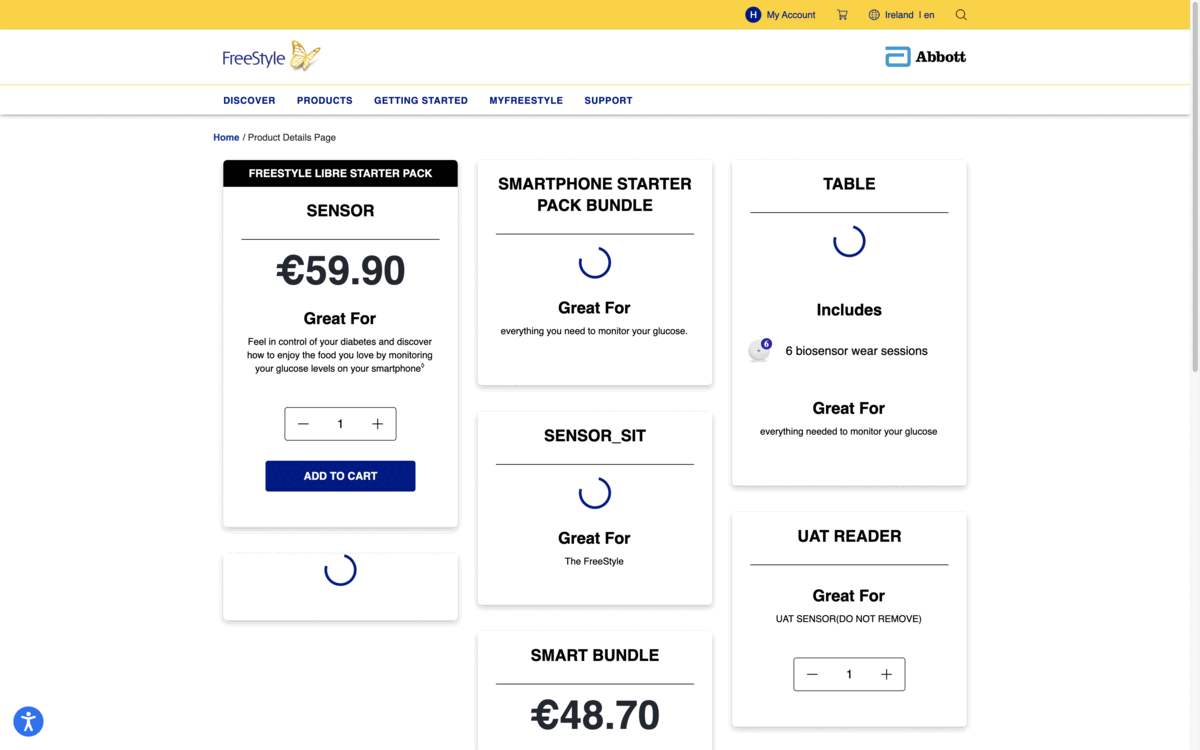 H My Account Ireland | en
FreeStyle
Abbott
DISCOVER PRODUCTS GETTING STARTED MYFREESTYLE SUPPORT
Home / Product Details Page
FREESTYLE LIBRE STARTER PACK
SENSOR
€59.90
Great For
Feel in control of your diabetes and discover
how to enjoy the food you love by monitoring
your glucose levels on your smartphone◊
1
ADD TO CART
SMARTPHONE STARTER
PACK BUNDLE
Great For
everything you need to monitor your glucose.
SENSOR_SIT
Great For
The FreeStyle
SMART BUNDLE
€48.70
TABLE
Includes
6
6 biosensor wear sessions
Great For
everything needed to monitor your glucose
UAT READER
Great For
UAT SENSOR(DO NOT REMOVE)
1